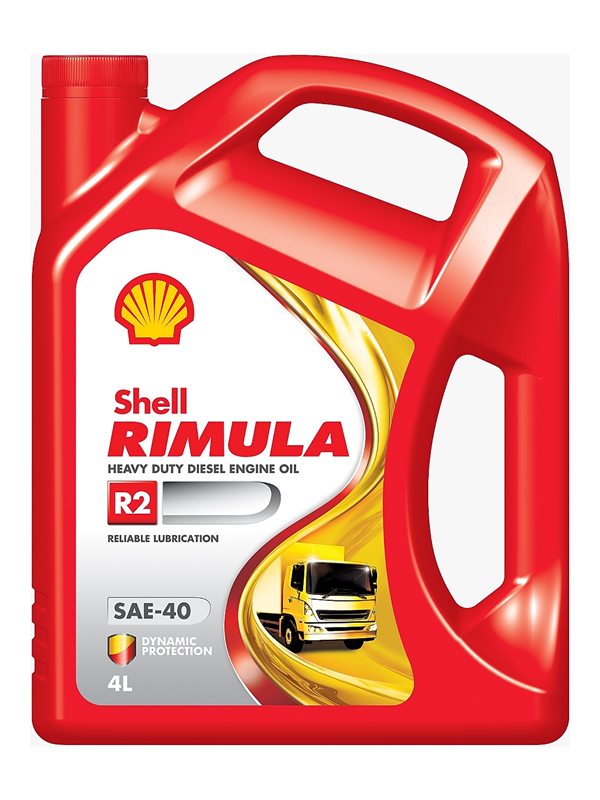 Shell
RIMULA
HEAVY DUTY DIESEL ENGINE OIL
R2
RELIABLE LUBRICATION
SAE-40
DYNAMIC
PROTECTION
4L